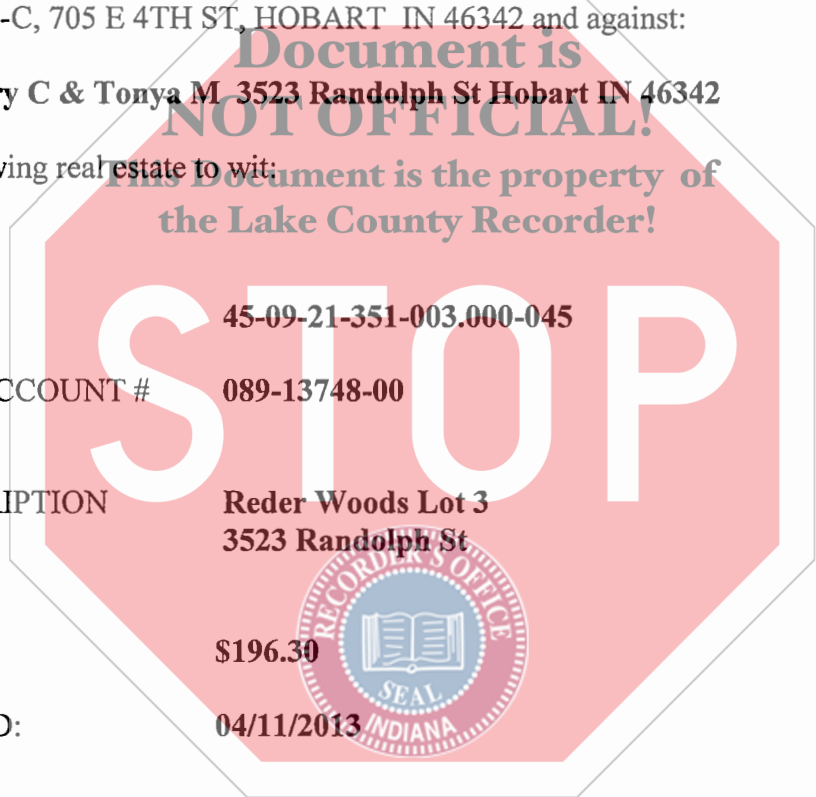 -C, 705 E 4TH ST, HOBART IN 46342 and against:
Document is
y C & Tonya M 3523 Randolph St Hobart IN 46342
NOT OFFICIAL!
ving real estate to wit:
This Document is the property of
the Lake County Recorder!
STOP
45-09-21-351-003.000-045
CCOUNT # 089-13748-00
IPTION Reder Woods Lot 3
3523 Randolph St
RECORDER'S OFFICE
$196.30
SEAL
D: 04/11/2013
INDIANA